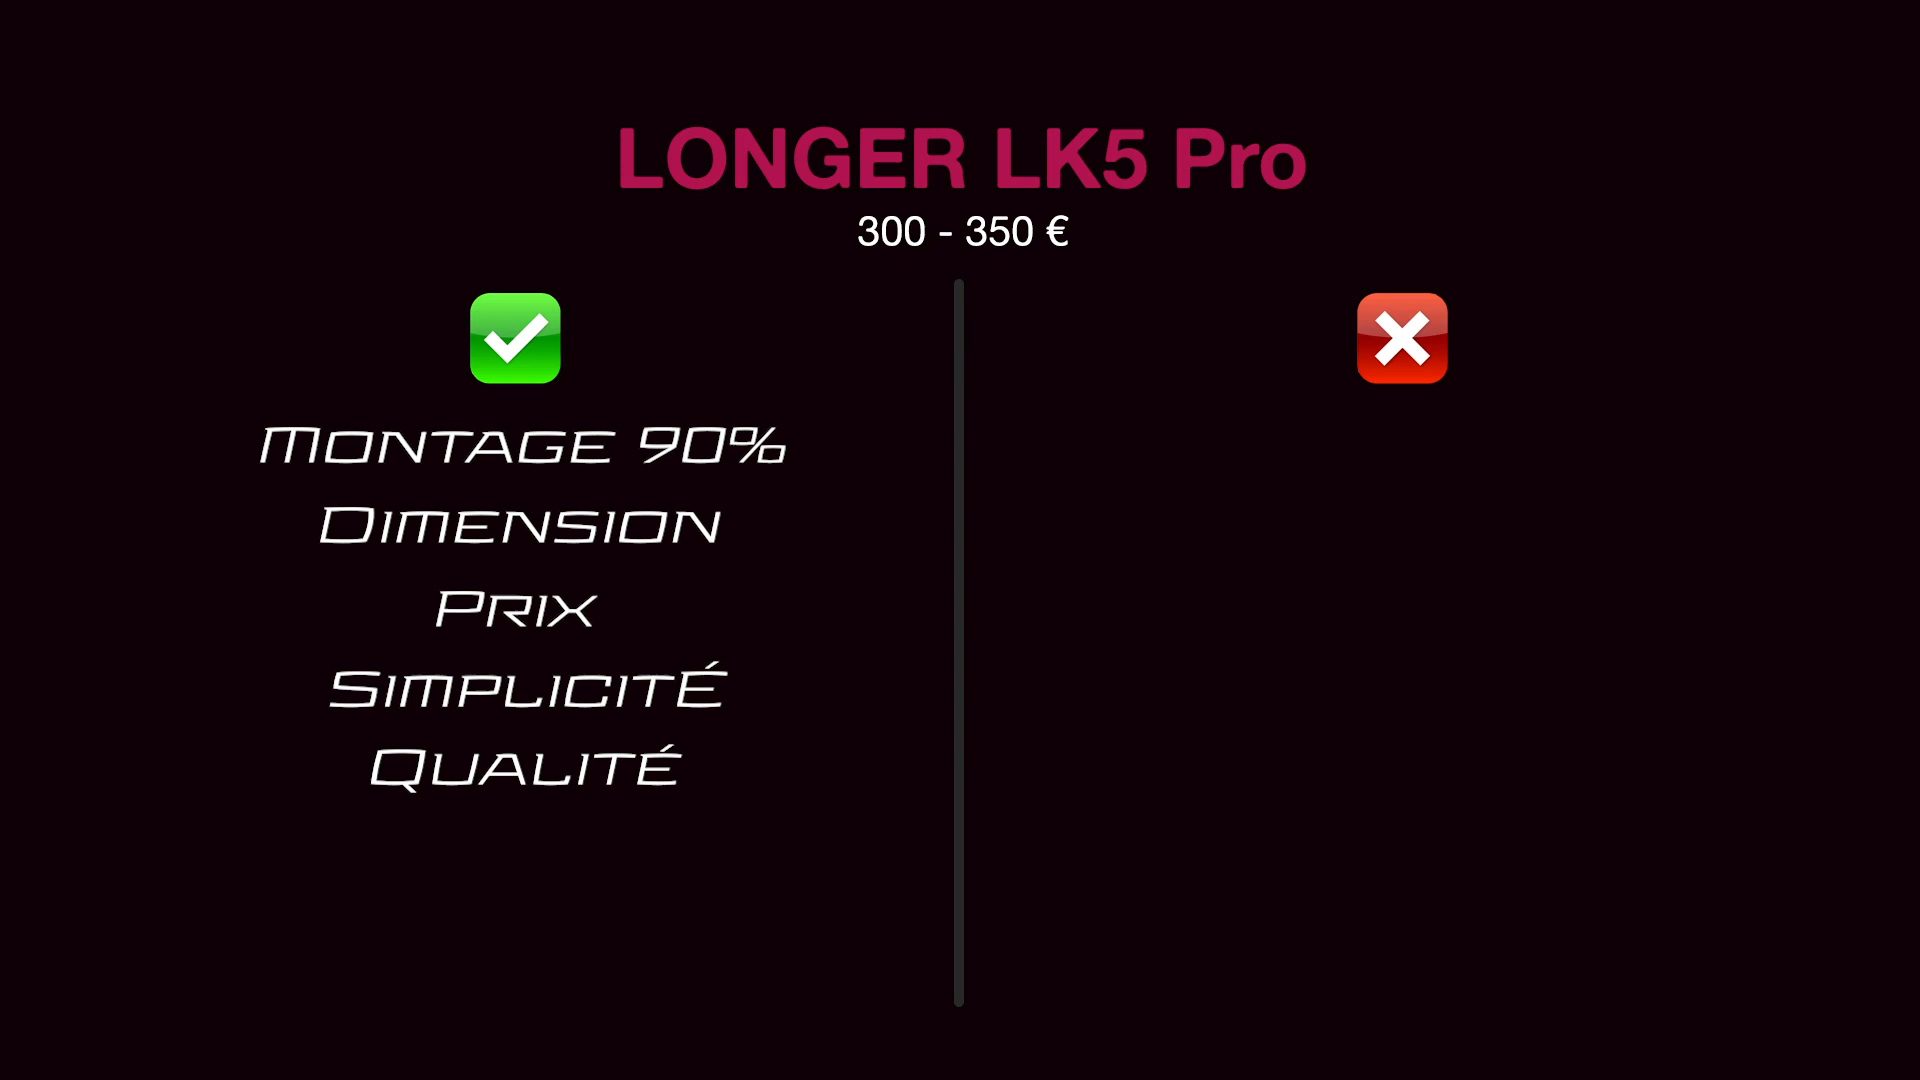 LONGER LK5 Pro
300 - 350 €
Montage 90%
Dimension
Prix
Simplicité
Qualité